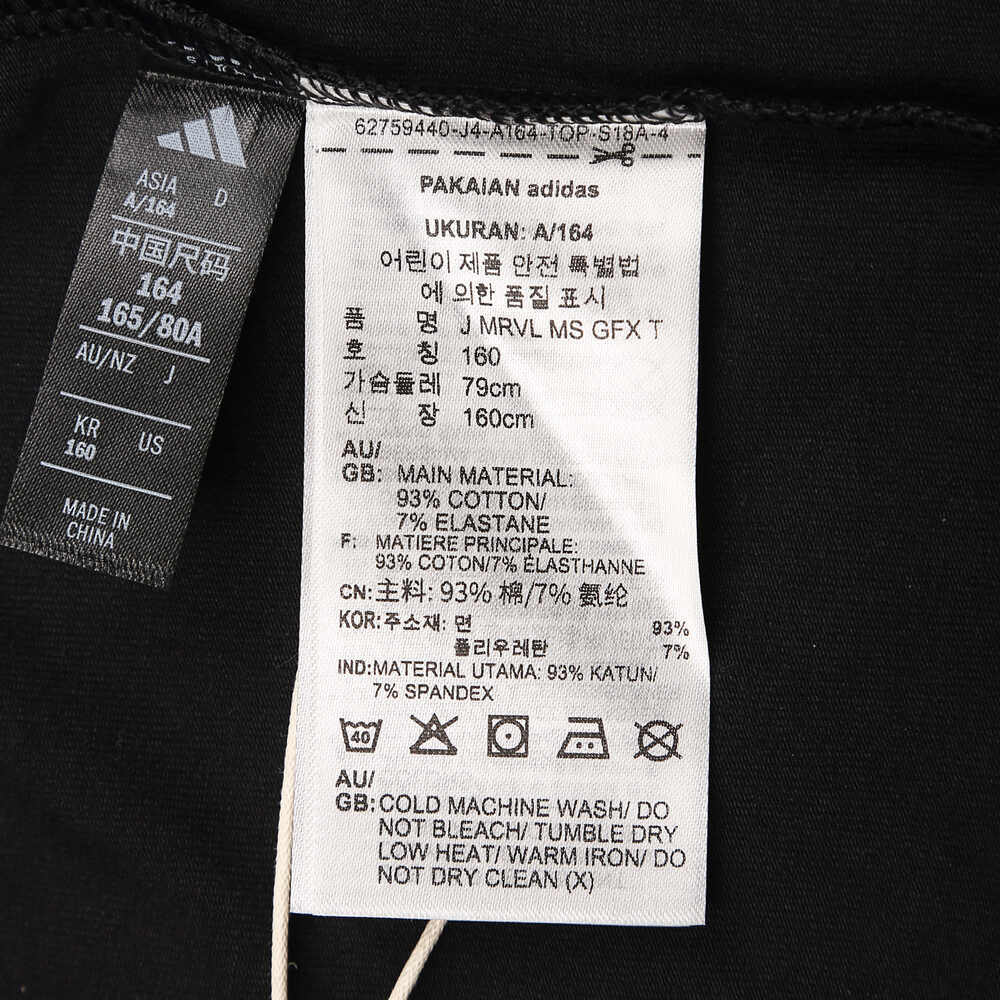 ASIA D
A/164
中国尺码
164
165/80A
AU/NZ J
KR US
160
MADE IN
CHINA
62759440-J4-A164-TOP-S18A-4
PAKAIAN adidas
UKURAN: A/164
어린이 제품 안전 특별법
에 의한 품질 표시
품 명 J MRVL MS GFX T
호 칭 160
가슴둘레 79cm
신 장 160cm
AU/
GB: MAIN MATERIAL:
93% COTTON/
7% ELASTANE
F: MATIERE PRINCIPALE:
93% COTON/7% ÉLASTHANNE
CN: 主料: 93% 棉/7% 氨纶
KOR: 주소재: 면 93%
폴리우레탄 7%
IND: MATERIAL UTAMA: 93% KATUN/
7% SPANDEX
40
AU/
GB: COLD MACHINE WASH/ DO
NOT BLEACH/ TUMBLE DRY
LOW HEAT/ WARM IRON/ DO
NOT DRY CLEAN (X)